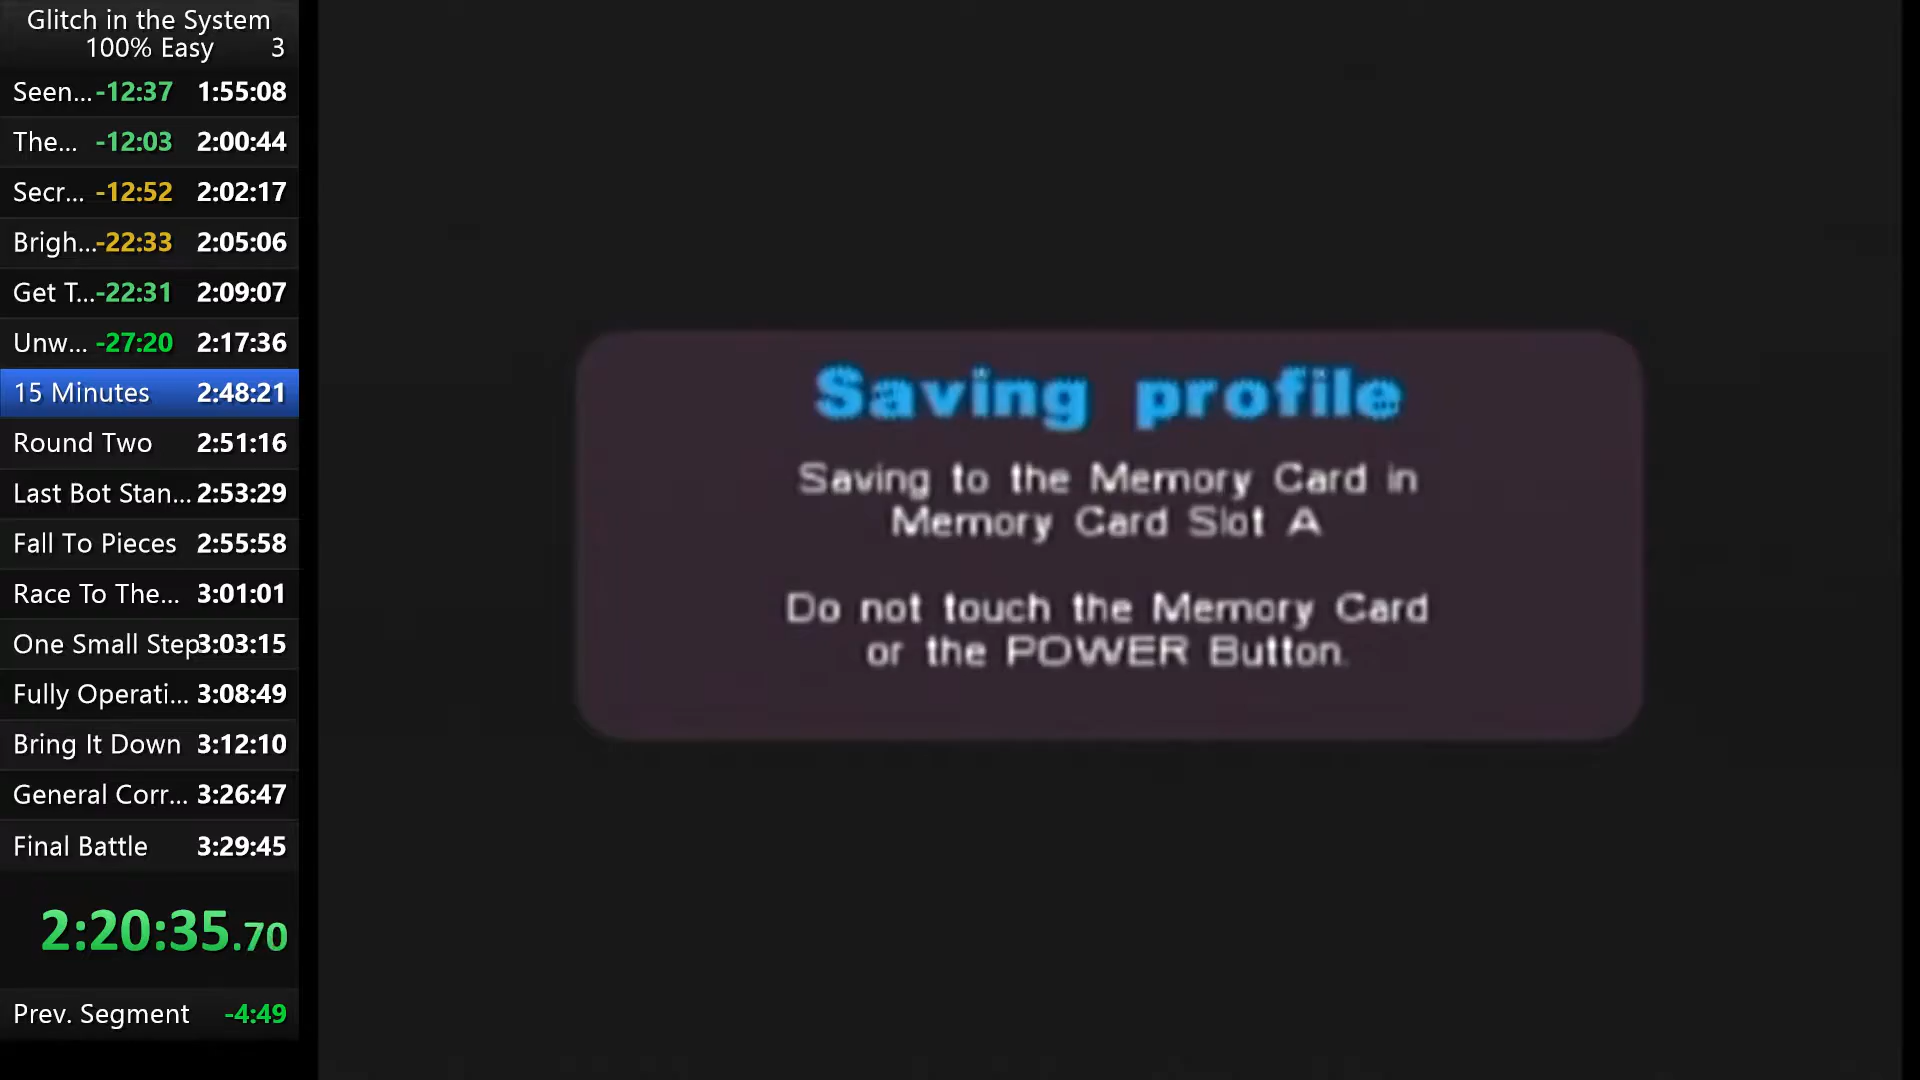 Glitch in the System
100% Easy 3
Seen... -12:37 1:55:08
The... -12:03 2:00:44
Secr... -12:52 2:02:17
Brigh... -22:33 2:05:06
Get T... -22:31 2:09:07
Unw... -27:20 2:17:36
15 Minutes 2:48:21
Round Two 2:51:16
Last Bot Stan... 2:53:29
Fall To Pieces 2:55:58
Race To The... 3:01:01
One Small Step 3:03:15
Fully Operati... 3:08:49
Bring It Down 3:12:10
General Corr... 3:26:47
Final Battle 3:29:45
2:20:35.70
Prev. Segment -4:49
Saving profile
Saving to the Memory Card in
Memory Card Slot A
Do not touch the Memory Card
or the POWER Button.